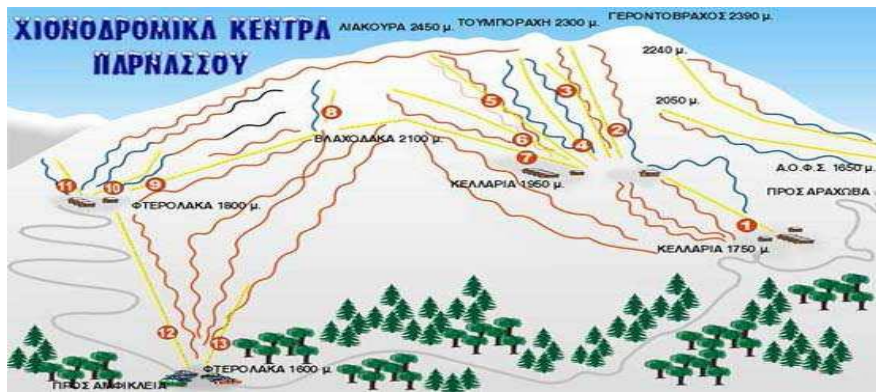 ΧΙΟΝΟΔΡΟΜΙΚΑ ΚΕΝΤΡΑ
ΠΑΡΝΑΣΣΟΥ
ΛΙΑΚΟΥΡΑ 2450 μ.
ΤΟΥΜΠΟΡΑΧΗ 2300 μ.
ΓΕΡΟΝΤΟΒΡΑΧΟΣ 2390 μ.
2240 μ.
2050 μ.
5
3
8
2
6
4
ΒΛΑΧΟΛΑΚΑ 2100 μ.
7
Α.Ο.Φ.Σ 1650 μ.
11
10
9
ΚΕΛΛΑΡΙΑ 1950 μ.
ΠΡΟΣ ΑΡΑΧΩΒΑ
ΦΤΕΡΟΛΑΚΑ 1800 μ.
1
ΚΕΛΛΑΡΙΑ 1750 μ.
12
13
ΦΤΕΡΟΛΑΚΑ 1600 μ.
ΠΡΟΣ ΑΜΦΙΚΛΕΙΑ